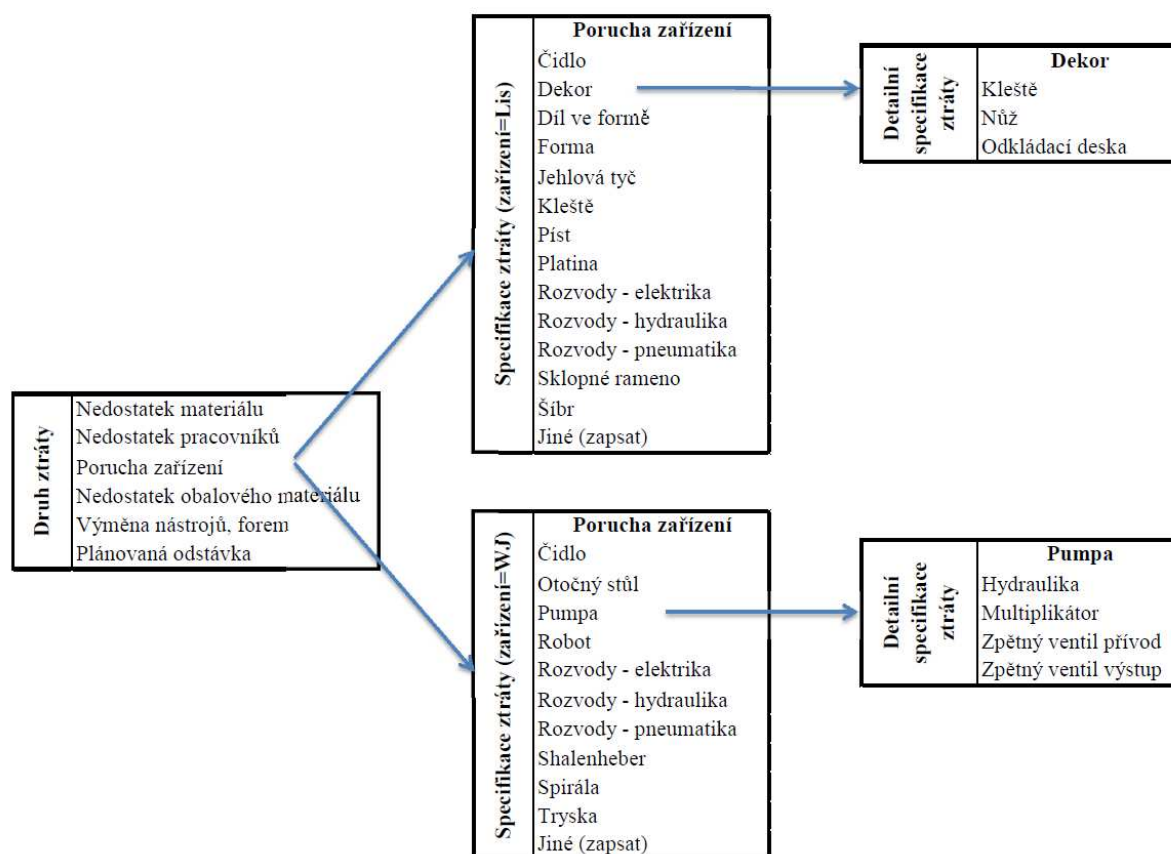 Druh ztráty
Nedostatek materiálu
Nedostatek pracovníků
Porucha zařízení
Nedostatek obalového materiálu
Výměna nástrojů, forem
Plánovaná odstávka
Specifikace ztráty (zařízení=Lis)
Porucha zařízení
Čidlo
Dekor
Díl ve formě
Forma
Jehlová tyč
Kleště
Píst
Platina
Rozvody - elektrika
Rozvody - hydraulika
Rozvody - pneumatika
Sklopné rameno
Šíbr
Jiné (zapsat)
Detailní
specifikace
ztráty
Dekor
Kleště
Nůž
Odkládací deska
Specifikace ztráty (zařízení=WJ)
Porucha zařízení
Čidlo
Otočný stůl
Pumpa
Robot
Rozvody - elektrika
Rozvody - hydraulika
Rozvody - pneumatika
Shalenheber
Spirála
Tryska
Jiné (zapsat)
Detailní
specifikace
ztráty
Pumpa
Hydraulika
Multiplikátor
Zpětný ventil přívod
Zpětný ventil výstup